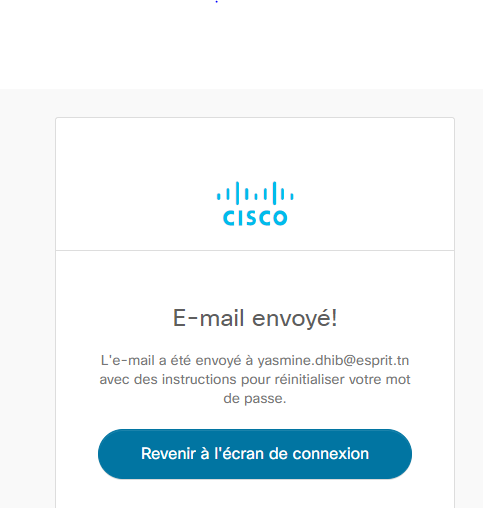 CISCO
E-mail envoyé!
L'e-mail a été envoyé à yasmine.dhib@esprit.tn
avec des instructions pour réinitialiser votre mot
de passe.
Revenir à l'écran de connexion